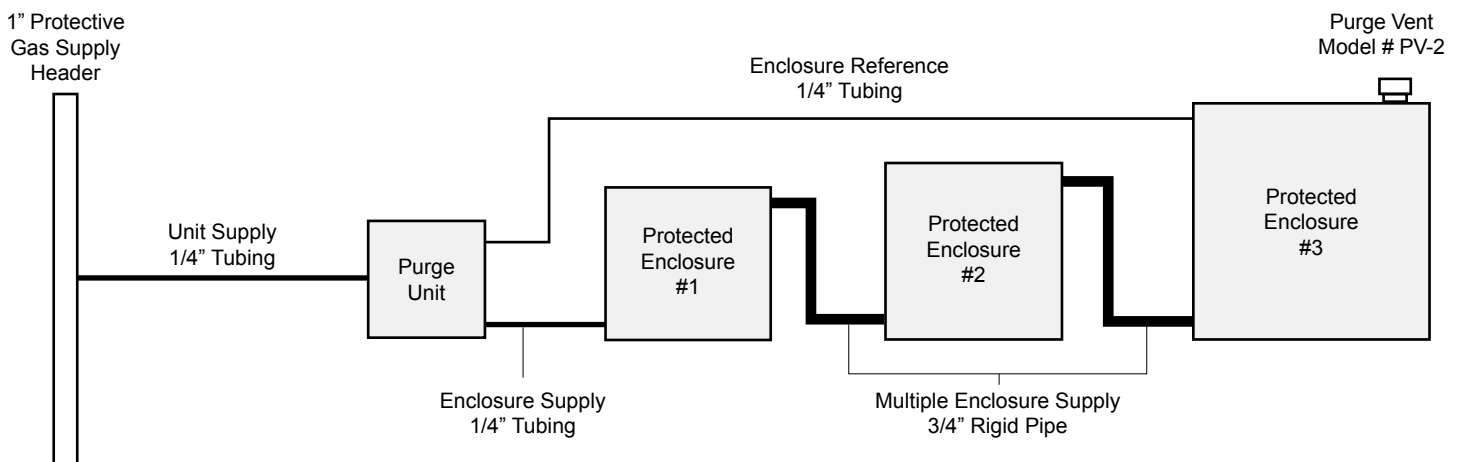 1” Protective
Gas Supply
Header
Purge Vent
Model # PV-2
Enclosure Reference
1/4” Tubing
Unit Supply
1/4” Tubing
Purge
Unit
Protected
Enclosure
#1
Protected
Enclosure
#2
Protected
Enclosure
#3
Enclosure Supply
1/4” Tubing
Multiple Enclosure Supply
3/4” Rigid Pipe